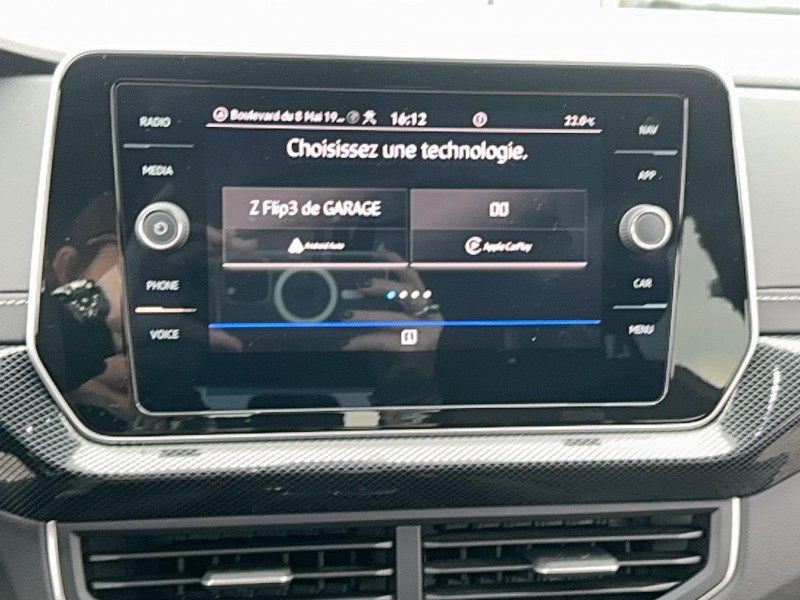 Boulevard du 8 Mai 19... 16:12 22.0°C
Choisissez une technologie.
Z Flip3 de GARAGE
Android Auto
Apple CarPlay
RADIO
MEDIA
PHONE
VOICE
NAV
APP
CAR
MENU